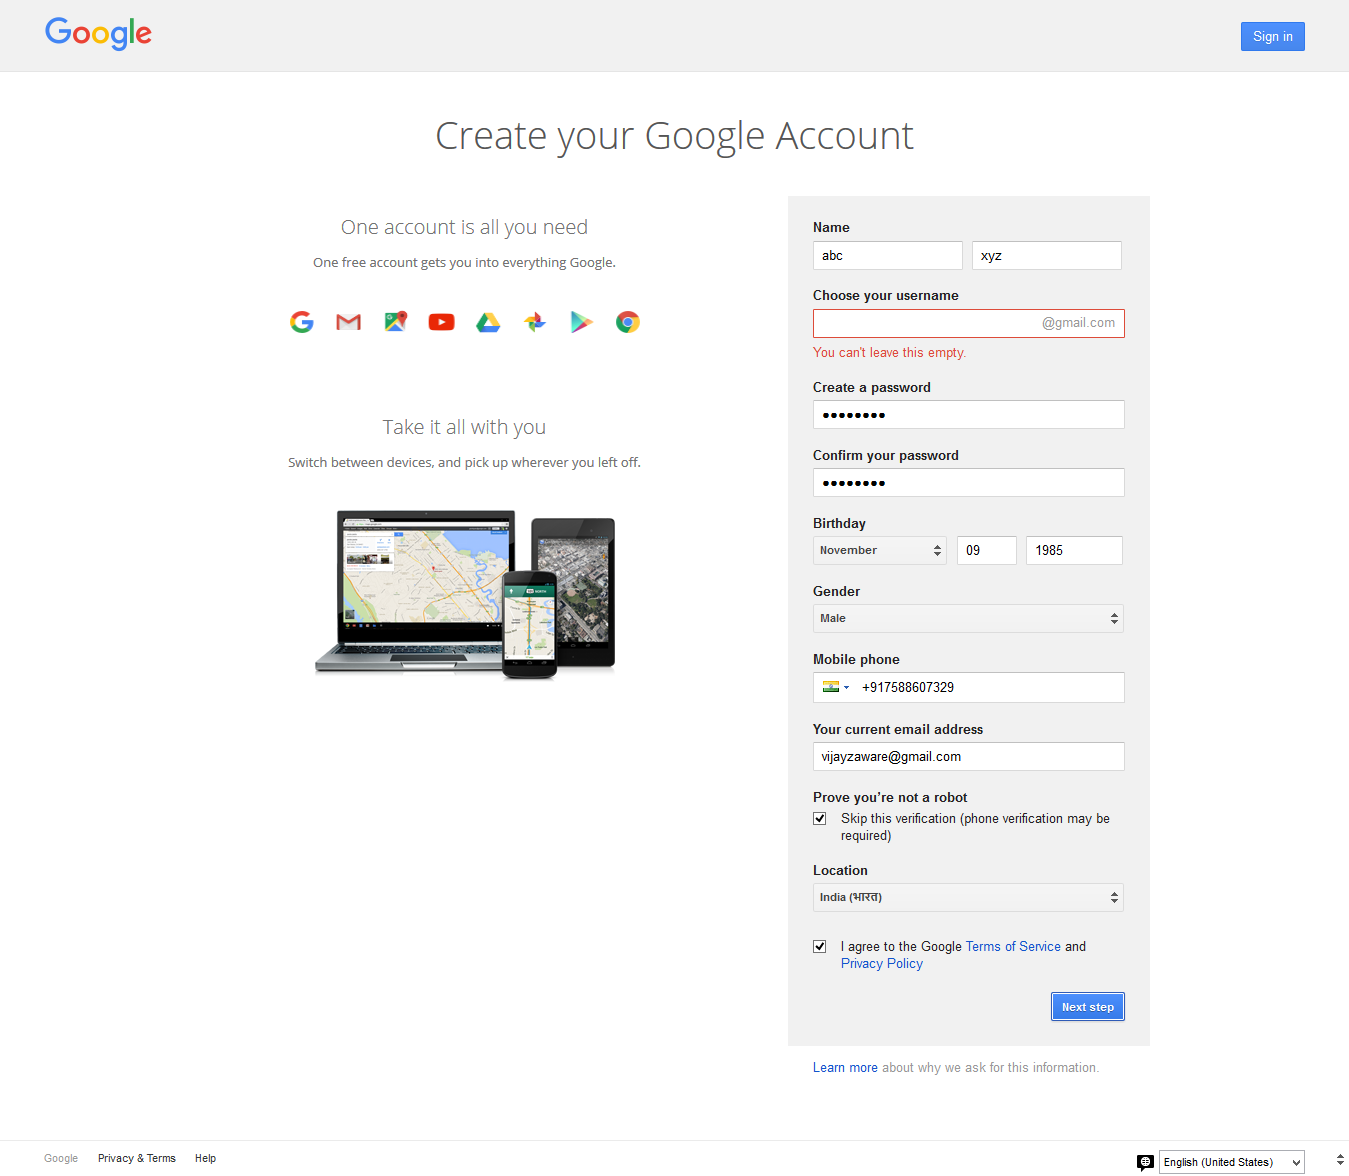 Google
Sign in
Create your Google Account
One account is all you need
One free account gets you into everything Google.
Take it all with you
Switch between devices, and pick up wherever you left off.
Name
abc xyz
Choose your username
@gmail.com
You can't leave this empty.
Create a password
••••••••
Confirm your password
••••••••
Birthday
November 09 1985
Gender
Male
Mobile phone
+917588607329
Your current email address
vijayzaware@gmail.com
Prove you’re not a robot
Skip this verification (phone verification may be
required)
Location
India (भारत)
I agree to the Google Terms of Service and
Privacy Policy
Next step
Learn more about why we ask for this information.
Google Privacy & Terms Help
English (United States)